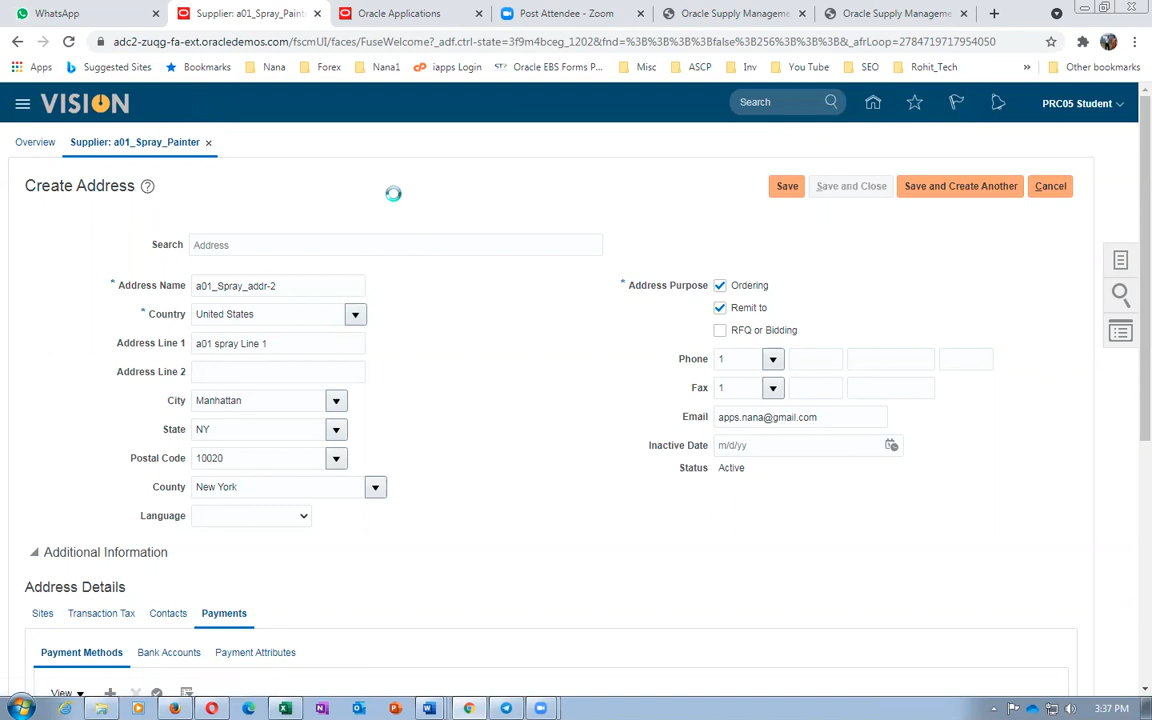 WhatsApp
Supplier: a01_Spray_Paint
Oracle Applications
Post Attendee - Zoom
Oracle Supply Manageme
Oracle Supply Manageme
adc2-zuqg-fa-ext.oracledemos.com/fscmUI/faces/FuseWelcome?_adf.ctrl-state=3f9m4bceg_1202&fnd=%3B%3B%3B%3Bfalse%3B256%3B%3B%3B&_afrLoop=2784719717954050
Apps
Suggested Sites
Bookmarks
Nana
Forex
Nana1
iapps Login
Oracle EBS Forms P...
Misc
ASCP
Inv
You Tube
SEO
Rohit_Tech
»
Other bookmarks
VISION
Search
PRC05 Student
Overview
Supplier: a01_Spray_Painter
Create Address
Save
Save and Close
Save and Create Another
Cancel
Search
Address
* Address Name
a01_Spray_addr-2
* Country
United States
Address Line 1
a01 spray Line 1
Address Line 2
City
Manhattan
State
NY
Postal Code
10020
County
New York
Language
* Address Purpose
Ordering
Remit to
RFQ or Bidding
Phone
1
Fax
1
Email
apps.nana@gmail.com
Inactive Date
m/d/yy
Status
Active
Additional Information
Address Details
Sites
Transaction Tax
Contacts
Payments
Payment Methods
Bank Accounts
Payment Attributes
View
3:37 PM